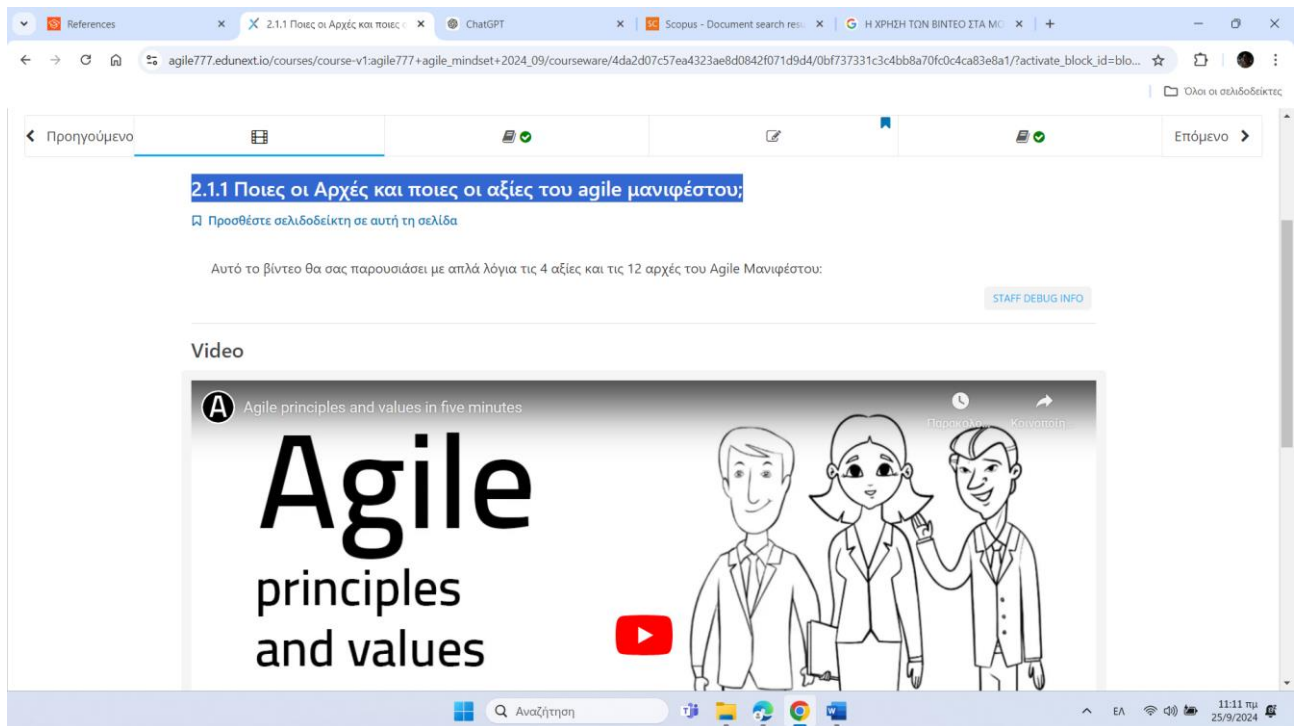 References
2.1.1 Ποιες οι Αρχές και ποιες ο
ChatGPT
Scopus - Document search resu
Η ΧΡΗΣΗ ΤΩΝ ΒΙΝΤΕΟ ΣΤΑ MO
agile777.edunext.io/courses/course-v1:agile777+agile_mindset+2024_09/courseware/4da2d07c57ea4323ae8d0842f071d9d4/0bf737331c3c4bb8a70fc0c4ca83e8a1/?activate_block_id=blo...
Όλοι οι σελιδοδείκτες
Προηγούμενο
Επόμενο
2.1.1 Ποιες οι Αρχές και ποιες οι αξίες του agile μανιφέστου;
Προσθέστε σελιδοδείκτη σε αυτή τη σελίδα
Αυτό το βίντεο θα σας παρουσιάσει με απλά λόγια τις 4 αξίες και τις 12 αρχές του Agile Μανιφέστου:
STAFF DEBUG INFO
Video
A
Agile principles and values in five minutes
Παρακολο...
Κοινοποίη...
Agile
principles
and values
Αναζήτηση
ΕΛ
11:11 πμ
25/9/2024